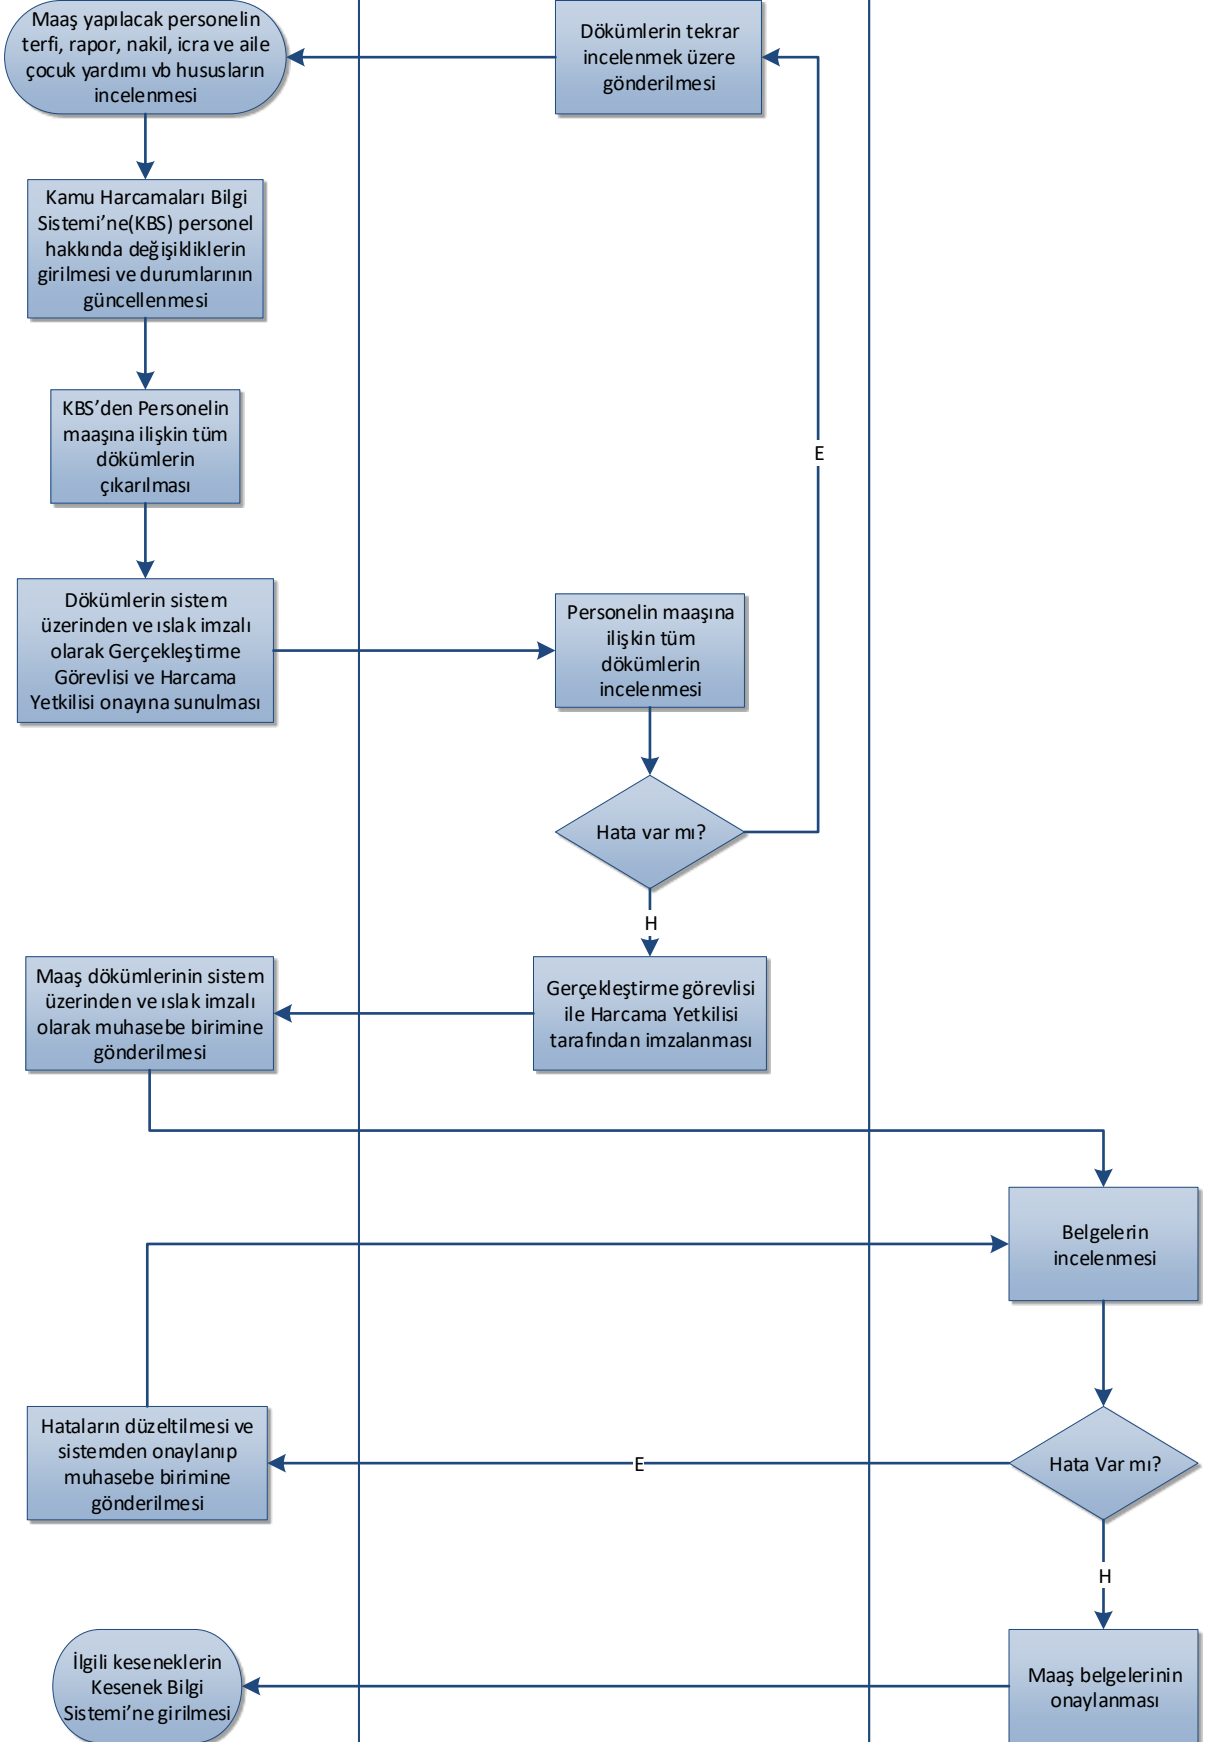 Maaş yapılacak personelin
terfi, rapor, nakil, icra ve aile
çocuk yardımı vb hususların
incelenmesi
Dökümlerin tekrar
incelenmek üzere
gönderilmesi
Kamu Harcamaları Bilgi
Sistemi’ne(KBS) personel
hakkında değişikliklerin
girilmesi ve durumlarının
güncellenmesi
KBS’den Personelin
maaşına ilişkin tüm
dökümlerin
çıkarılması
E
Dökümlerin sistem
üzerinden ve ıslak imzalı
olarak Gerçekleştirme
Görevlisi ve Harcama
Yetkilisi onayına sunulması
Personelin maaşına
ilişkin tüm
dökümlerin
incelenmesi
Hata var mı?
H
Gerçekleştirme görevlisi
ile Harcama Yetkilisi
tarafından imzalanması
Maaş dökümlerinin sistem
üzerinden ve ıslak imzalı
olarak muhasebe birimine
gönderilmesi
Belgelerin
incelenmesi
Hata Var mı?
E
Hataların düzeltilmesi ve
sistemden onaylanıp
muhasebe birimine
gönderilmesi
H
Maaş belgelerinin
onaylanması
İlgili keseneklerin
Kesenek Bilgi
Sistemi’ne girilmesi